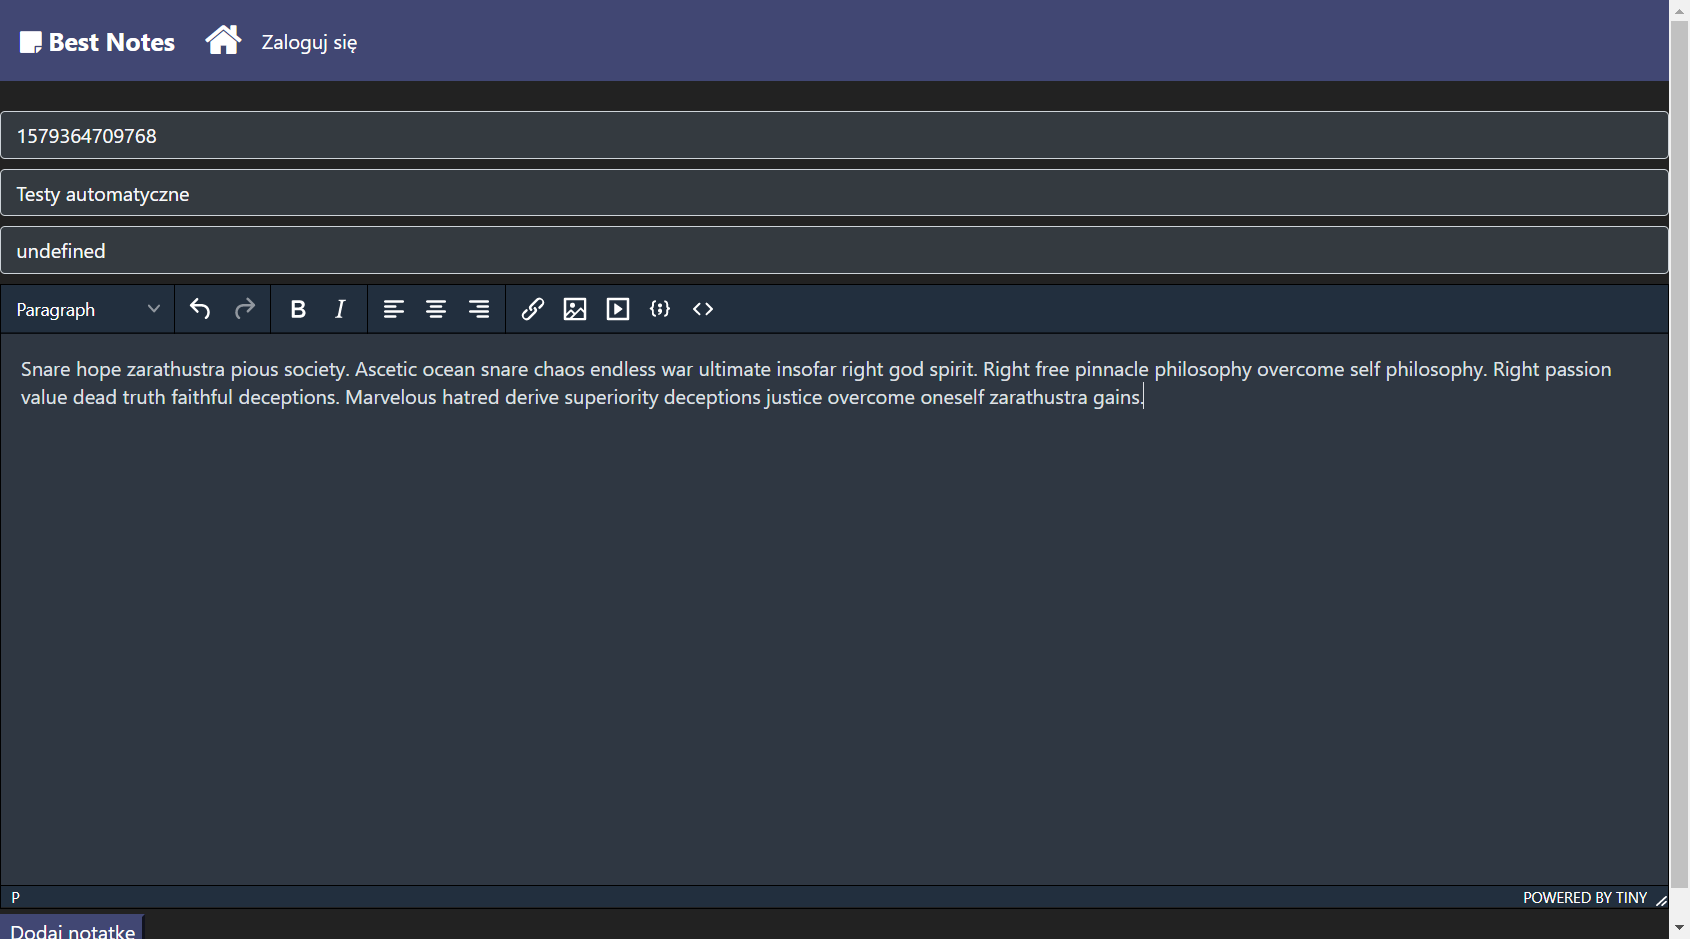 Best Notes Zaloguj się
1579364709768
Testy automatyczne
undefined
Paragraph B I
Snare hope zarathustra pious society. Ascetic ocean snare chaos endless war ultimate insofar right god spirit. Right free pinnacle philosophy overcome self philosophy. Right passion
value dead truth faithful deceptions. Marvelous hatred derive superiority deceptions justice overcome oneself zarathustra gains.
P POWERED BY TINY
Dodaj notatkę